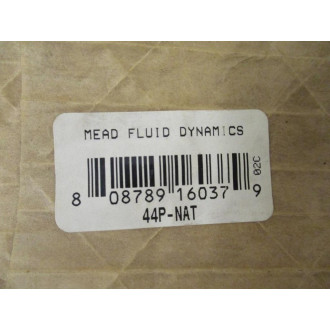 MEAD FLUID DYNAMICS
8 08789 16037 9
02C
44P-NAT